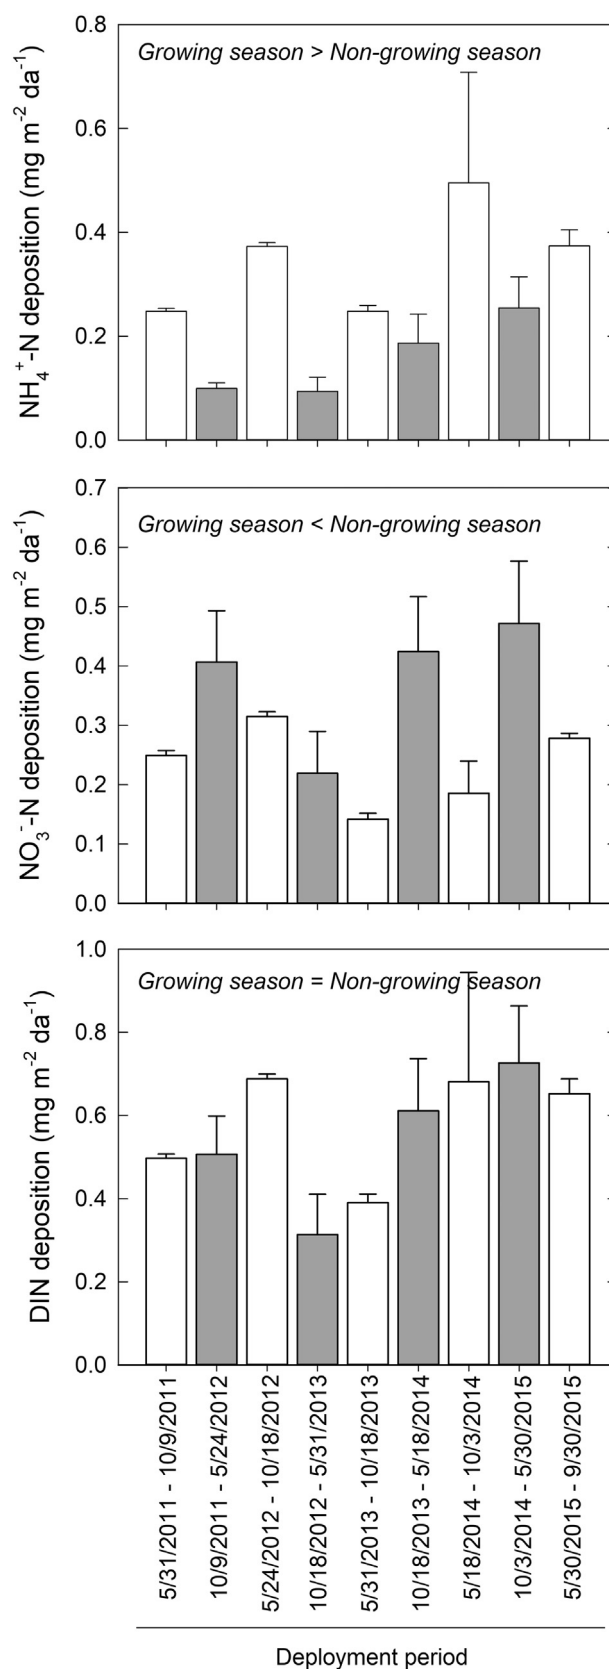 Growing season > Non-growing season
NH₄⁺-N deposition (mg m⁻² da⁻¹)
0.8
0.6
0.4
0.2
0.0
Growing season < Non-growing season
NO₃⁻-N deposition (mg m⁻² da⁻¹)
0.7
0.6
0.5
0.4
0.3
0.2
0.1
0.0
Growing season = Non-growing season
DIN deposition (mg m⁻² da⁻¹)
1.0
0.8
0.6
0.4
0.2
0.0
5/31/2011 - 10/9/2011
10/9/2011 - 5/24/2012
5/24/2012 - 10/18/2012
10/18/2012 - 5/31/2013
5/31/2013 - 10/18/2013
10/18/2013 - 5/18/2014
5/18/2014 - 10/3/2014
10/3/2014 - 5/30/2015
5/30/2015 - 9/30/2015
Deployment period